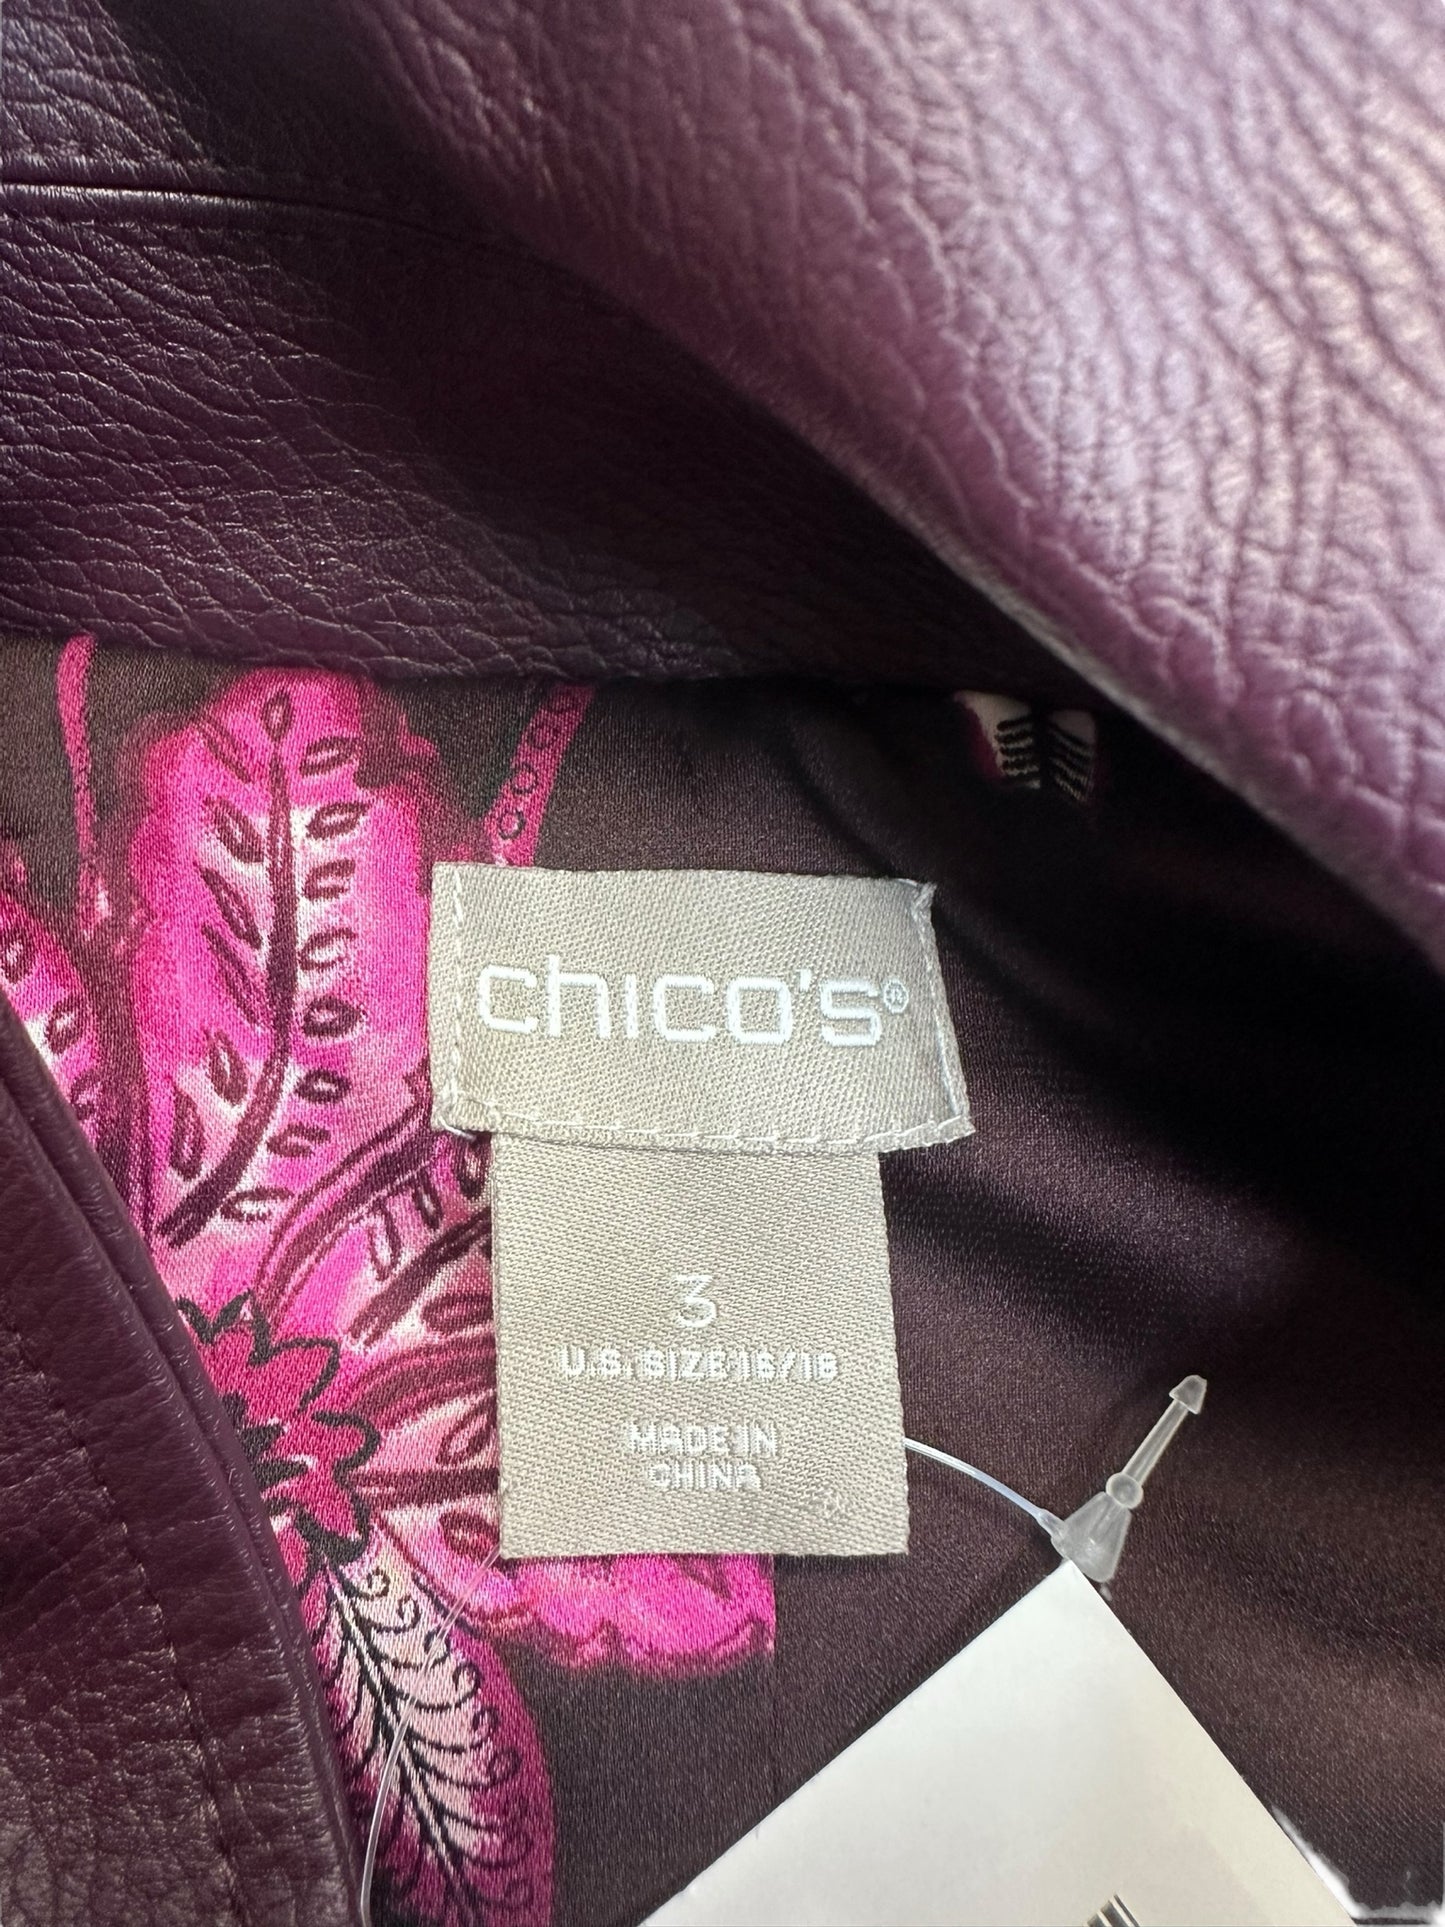 chico's®
3
U.S. SIZE 16/18
MADE IN
CHINA